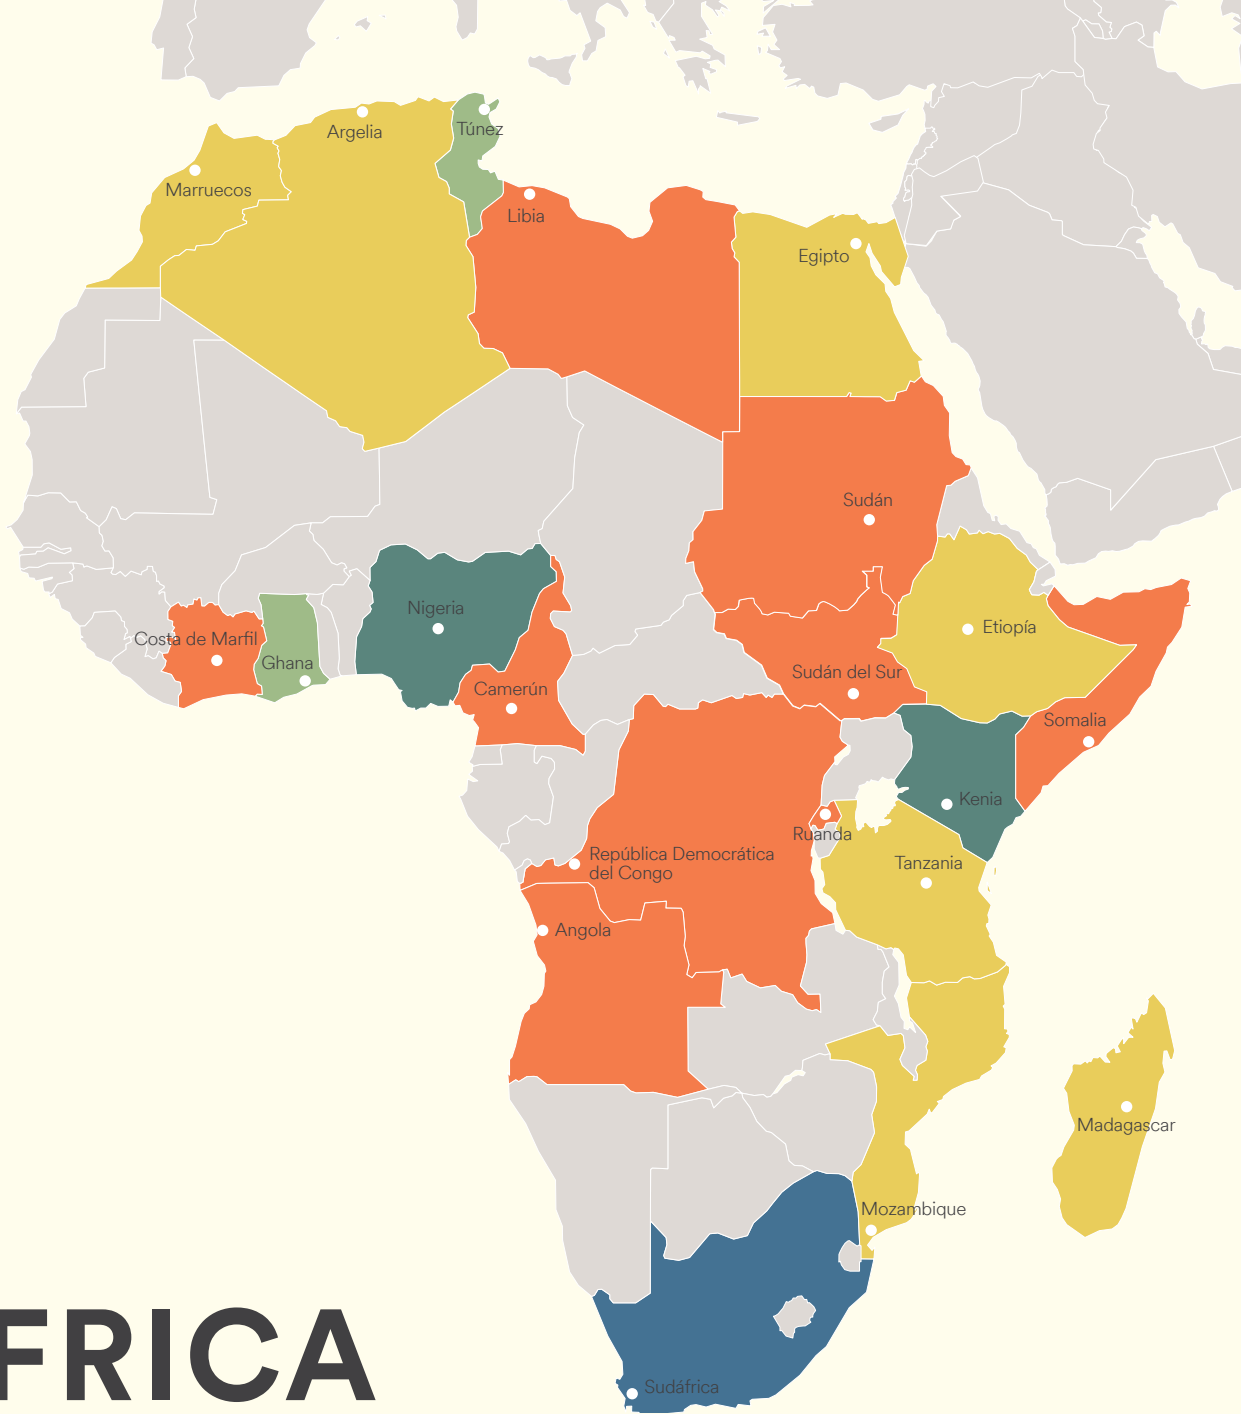 Argelia
Túnez
Marruecos
Libia
Egipto
Sudán
Nigeria
Etiopía
Costa de Marfil
Ghana
Sudán del Sur
Camerún
Somalia
Kenia
Ruanda
República Democrática
del Congo
Tanzania
Angola
Madagascar
Mozambique
FRICA
Sudáfrica